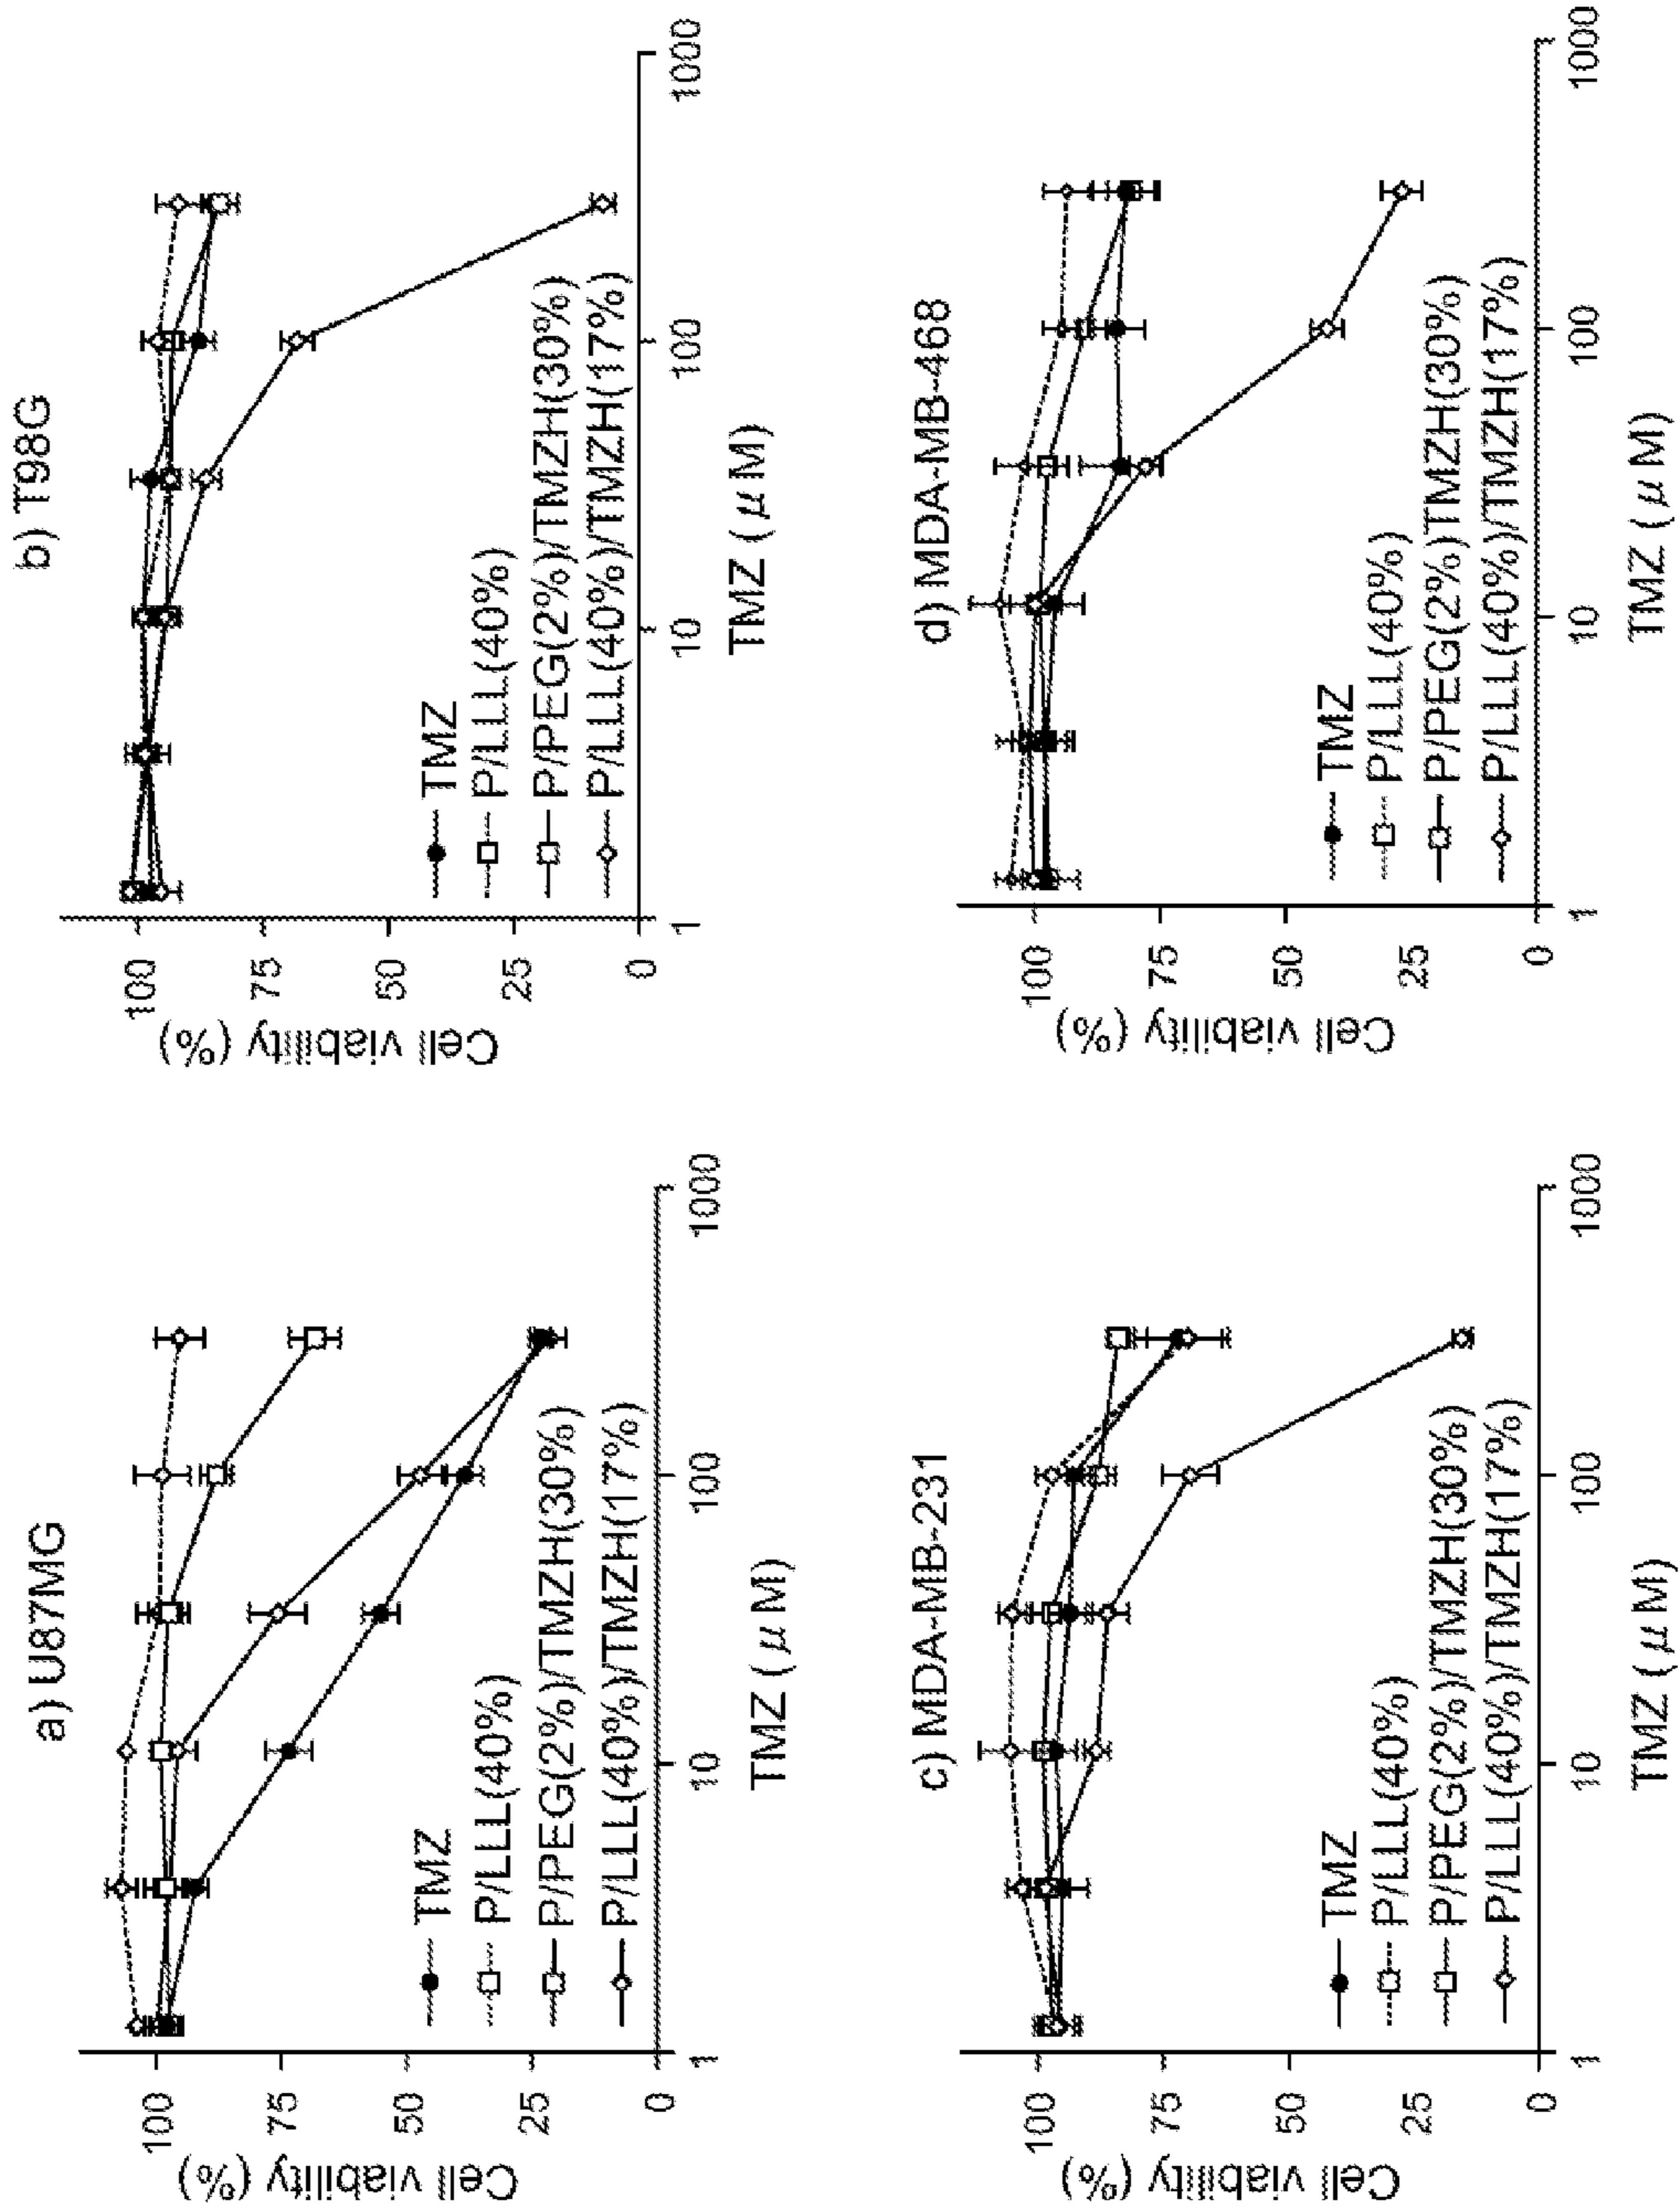 a) U87MG
Cell viability (%)
100
75
50
25
0
TMZ
P/LLL(40%)
P/PEG(2%)/TMZH(30%)
P/LLL(40%)/TMZH(17%)
1
10
100
1000
TMZ (μM)
b) T98G
Cell viability (%)
100
75
50
25
0
TMZ
P/LLL(40%)
P/PEG(2%)/TMZH(30%)
P/LLL(40%)/TMZH(17%)
1
10
100
1000
TMZ (μM)
c) MDA-MB-231
Cell viability (%)
100
75
50
25
0
TMZ
P/LLL(40%)
P/PEG(2%)/TMZH(30%)
P/LLL(40%)/TMZH(17%)
1
10
100
1000
TMZ (μM)
d) MDA-MB-468
Cell viability (%)
100
75
50
25
0
TMZ
P/LLL(40%)
P/PEG(2%)TMZH(30%)
P/LLL(40%)/TMZH(17%)
1
10
100
1000
TMZ (μM)